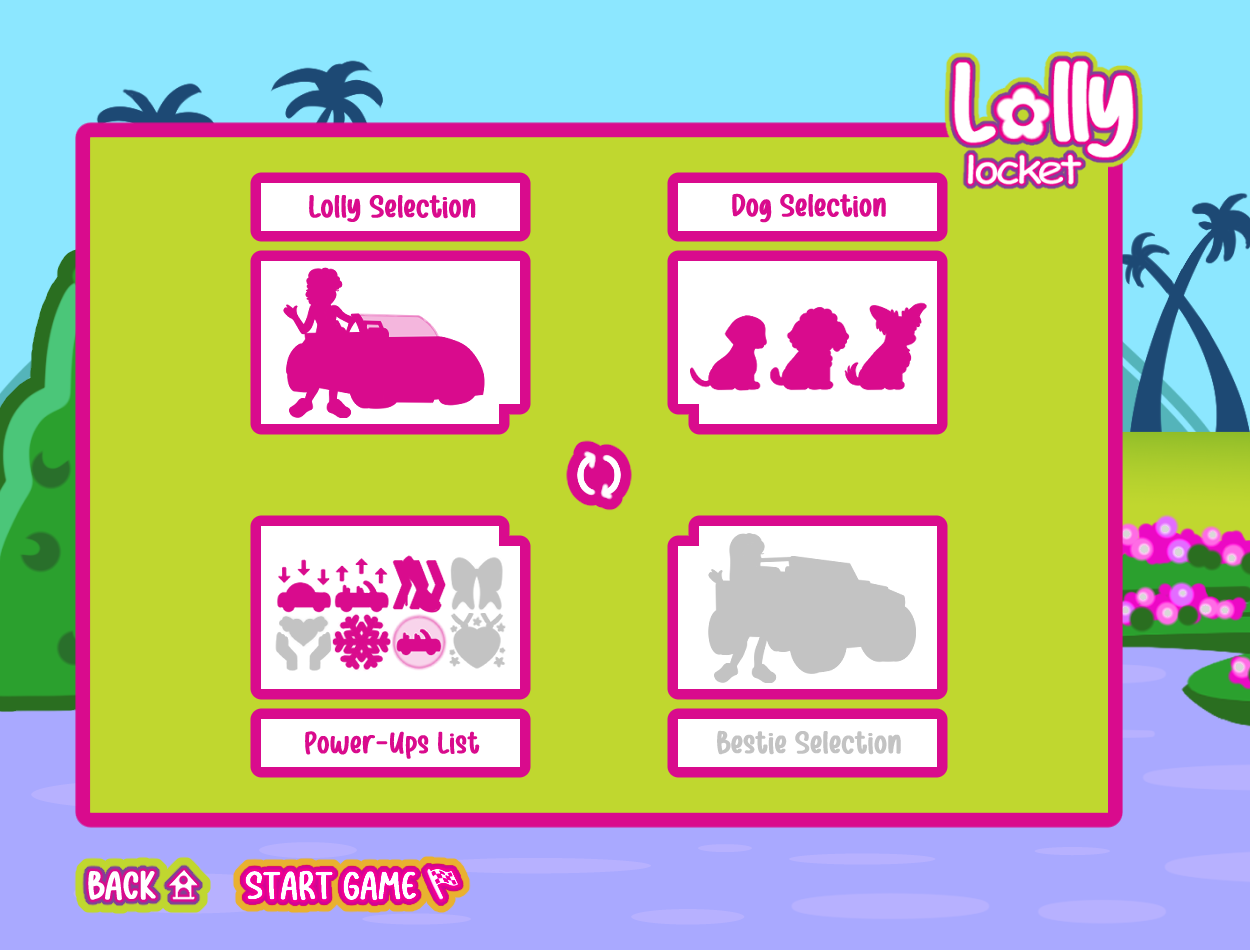 Lolly
locket
Lolly Selection
Dog Selection
Power-Ups List
Bestie Selection
BACK
START GAME